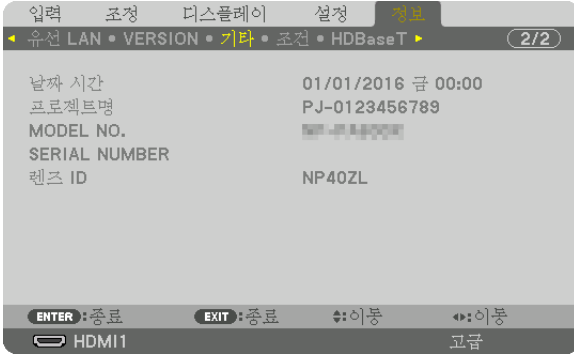 입력 조정 디스플레이 설정 정보
◀ 유선 LAN • VERSION • 기타 • 조건 • HDBaseT ▶ 2/2
날짜 시간 01/01/2016 금 00:00
프로젝트명 PJ-0123456789
MODEL NO.
SERIAL NUMBER
렌즈 ID NP40ZL
ENTER :종료 EXIT :종료 ♦:이동 ◂▸:이동
HDMI1 고급